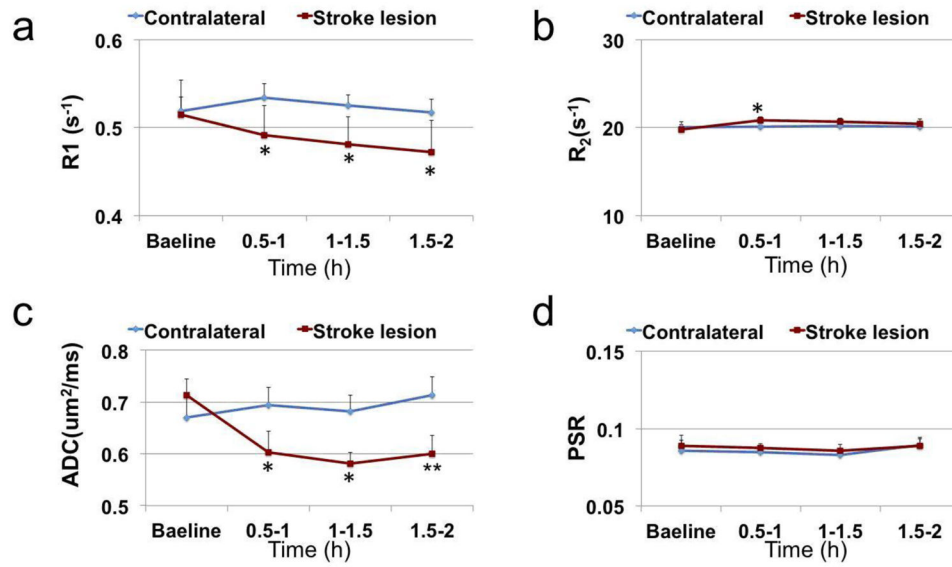 a
Contralateral Stroke lesion
R1 (s-1)
0.6
0.5
0.4
*
*
*
Baeline 0.5-1 1-1.5 1.5-2
Time (h)
b
Contralateral Stroke lesion
R2(s-1)
30
20
10
*
Baseline 0.5-1 1-1.5 1.5-2
Time (h)
c
Contralateral Stroke lesion
ADC(um2/ms)
0.8
0.7
0.6
0.5
*
*
**
Baseline 0.5-1 1-1.5 1.5-2
Time (h)
d
Contralateral Stroke lesion
PSR
0.15
0.1
0.05
Baseline 0.5-1 1-1.5 1.5-2
Time (h)